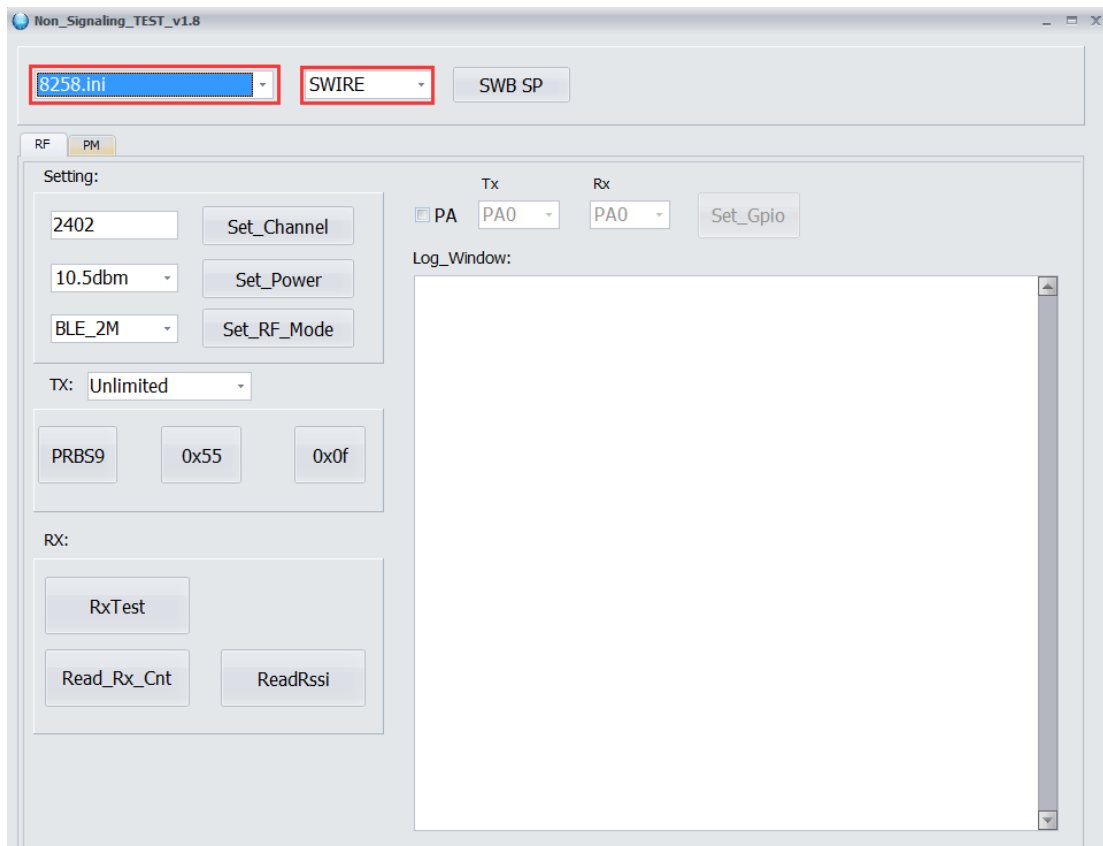 Non_Signaling_TEST_v1.8
8258.ini SWIRE SWB SP
RF PM
Setting:
2402 Set_Channel
10.5dbm Set_Power
BLE_2M Set_RF_Mode
TX: Unlimited
PRBS9 0x55 0x0f
RX:
RxTest
Read_Rx_Cnt ReadRssi
Tx Rx
PA PA0 PA0 Set_Gpio
Log_Window: